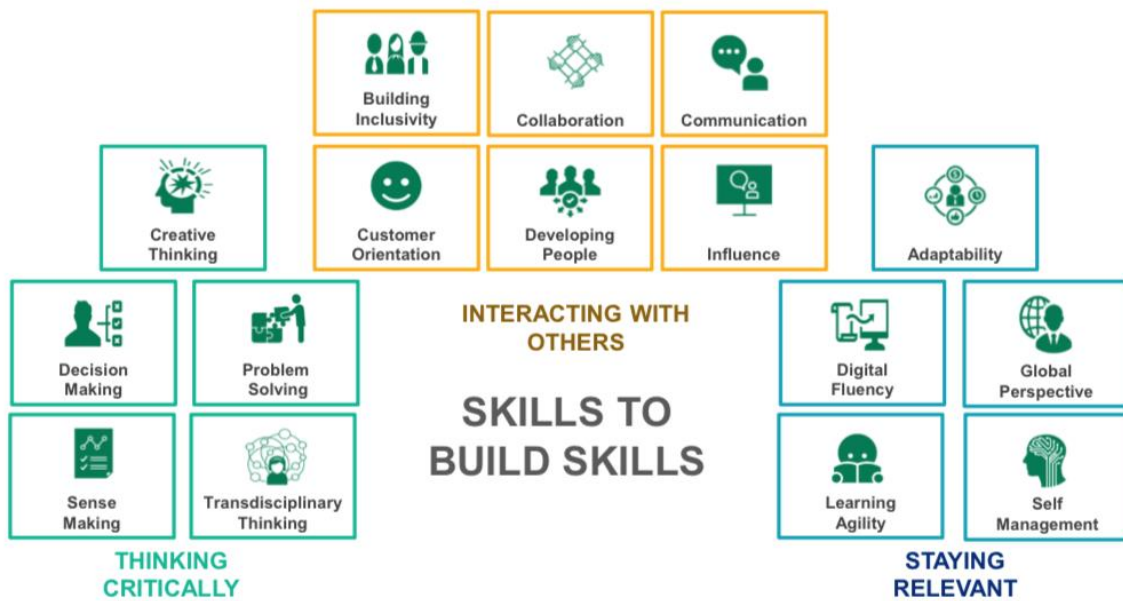 Building
Inclusivity
Collaboration
Communication
Creative
Thinking
Customer
Orientation
Developing
People
Influence
Adaptability
INTERACTING WITH
OTHERS
Decision
Making
Problem
Solving
Digital
Fluency
Global
Perspective
SKILLS TO
BUILD SKILLS
Sense
Making
Transdisciplinary
Thinking
Learning
Agility
Self
Management
THINKING
CRITICALLY
STAYING
RELEVANT